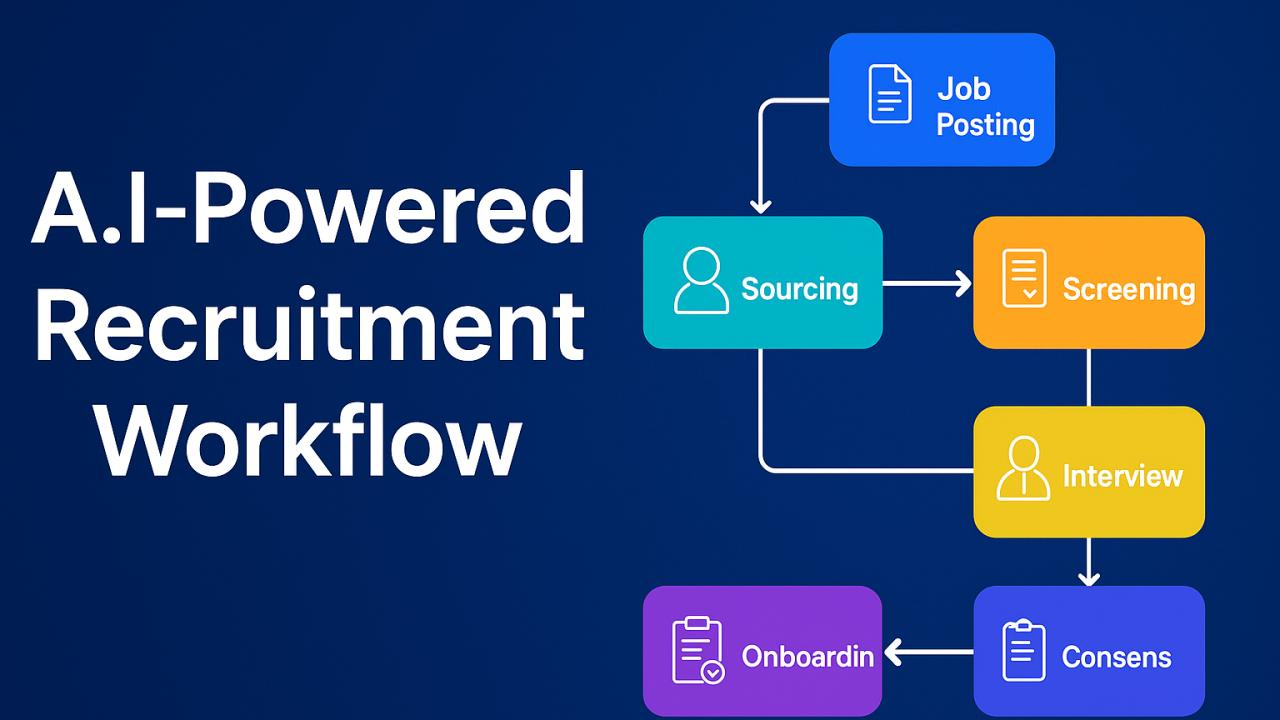 A.I-Powered
Recruitment
Workflow
Job
Posting
Sourcing
Screening
Interview
Consens
Onboardin